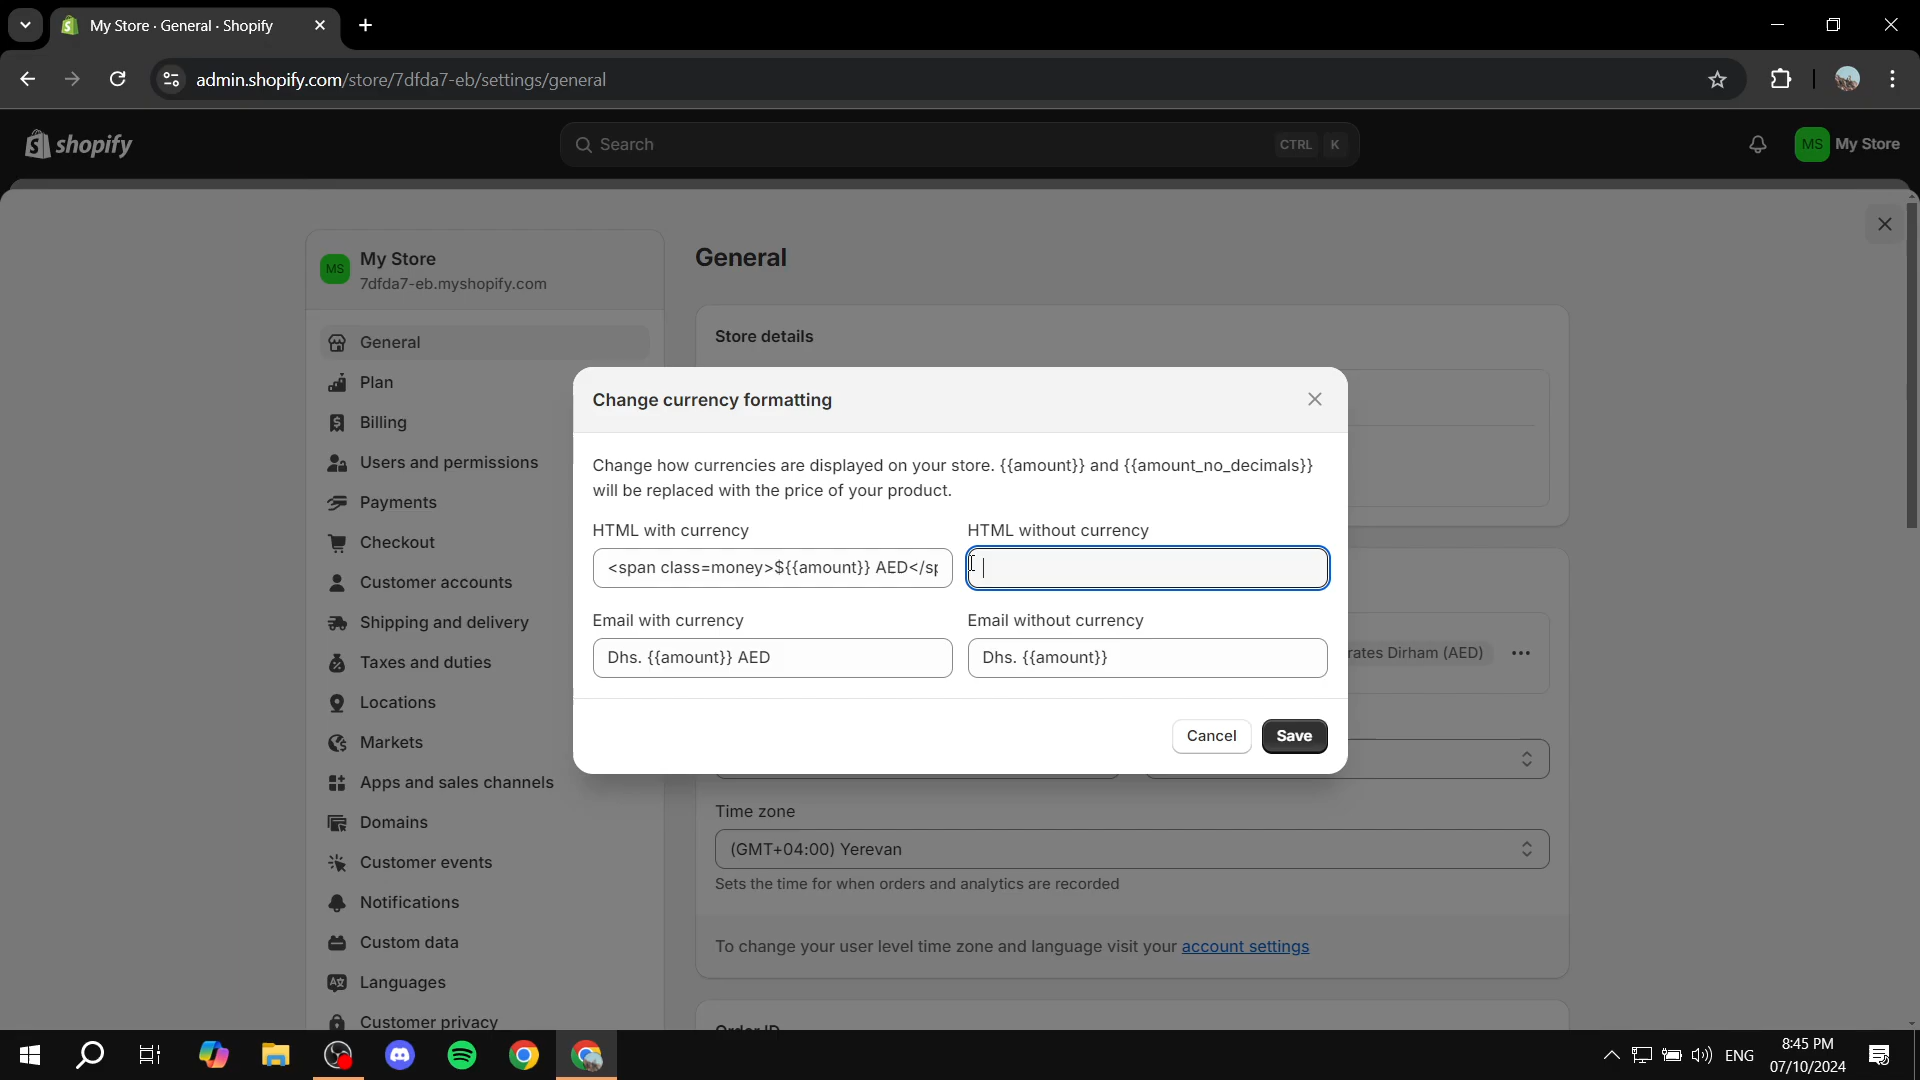 My Store · General · Shopify
admin.shopify.com/store/7dfda7-eb/settings/general
shopify
Search
CTRL K
MS My Store
MS
My Store
7dfda7-eb.myshopify.com
General
Plan
Billing
Users and permissions
Payments
Checkout
Customer accounts
Shipping and delivery
Taxes and duties
Locations
Markets
Apps and sales channels
Domains
Customer events
Notifications
Custom data
Languages
Customer privacy
General
Store details
Change currency formatting
Change how currencies are displayed on your store. {{amount}} and {{amount_no_decimals}}
will be replaced with the price of your product.
HTML with currency
HTML without currency
<span class=money>${{amount}} AED</sp
Email with currency
Email without currency
Dhs. {{amount}} AED
Dhs. {{amount}}
Cancel
Save
rates Dirham (AED)
Time zone
(GMT+04:00) Yerevan
Sets the time for when orders and analytics are recorded
To change your user level time zone and language visit your account settings
Order ID
ENG
8:45 PM
07/10/2024